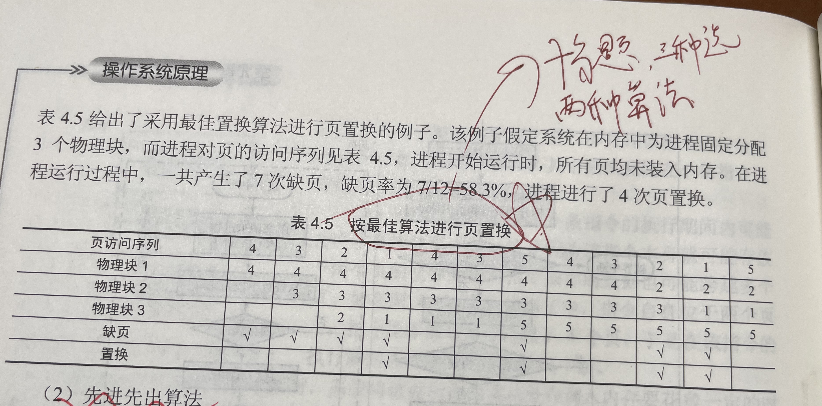 操作系统原理
两种算法
表 4.5 给出了采用最佳置换算法进行页置换的例子。该例子假定系统在内存中为进程固定分配
3 个物理块，而进程对页的访问序列见表 4.5，进程开始运行时，所有页均未装入内存。在进
程运行过程中，一共产生了 7 次缺页，缺页率为 7/12=58.3%，进程进行了 4 次页置换。
表 4.5 按最佳算法进行页置换
页访问序列 4 3 2 1 4 3 5 4 3 2 1 5
物理块 1 4 4 4 4 4 4 4 4 4 2 2 2
物理块 2 3 3 3 3 3 3 3 3 3 1 1
物理块 3 2 1 1 1 5 5 5 5 5 5
缺页 √ √ √ √ √ √ √
置换 √ √ √ √
（2）先进先出算法